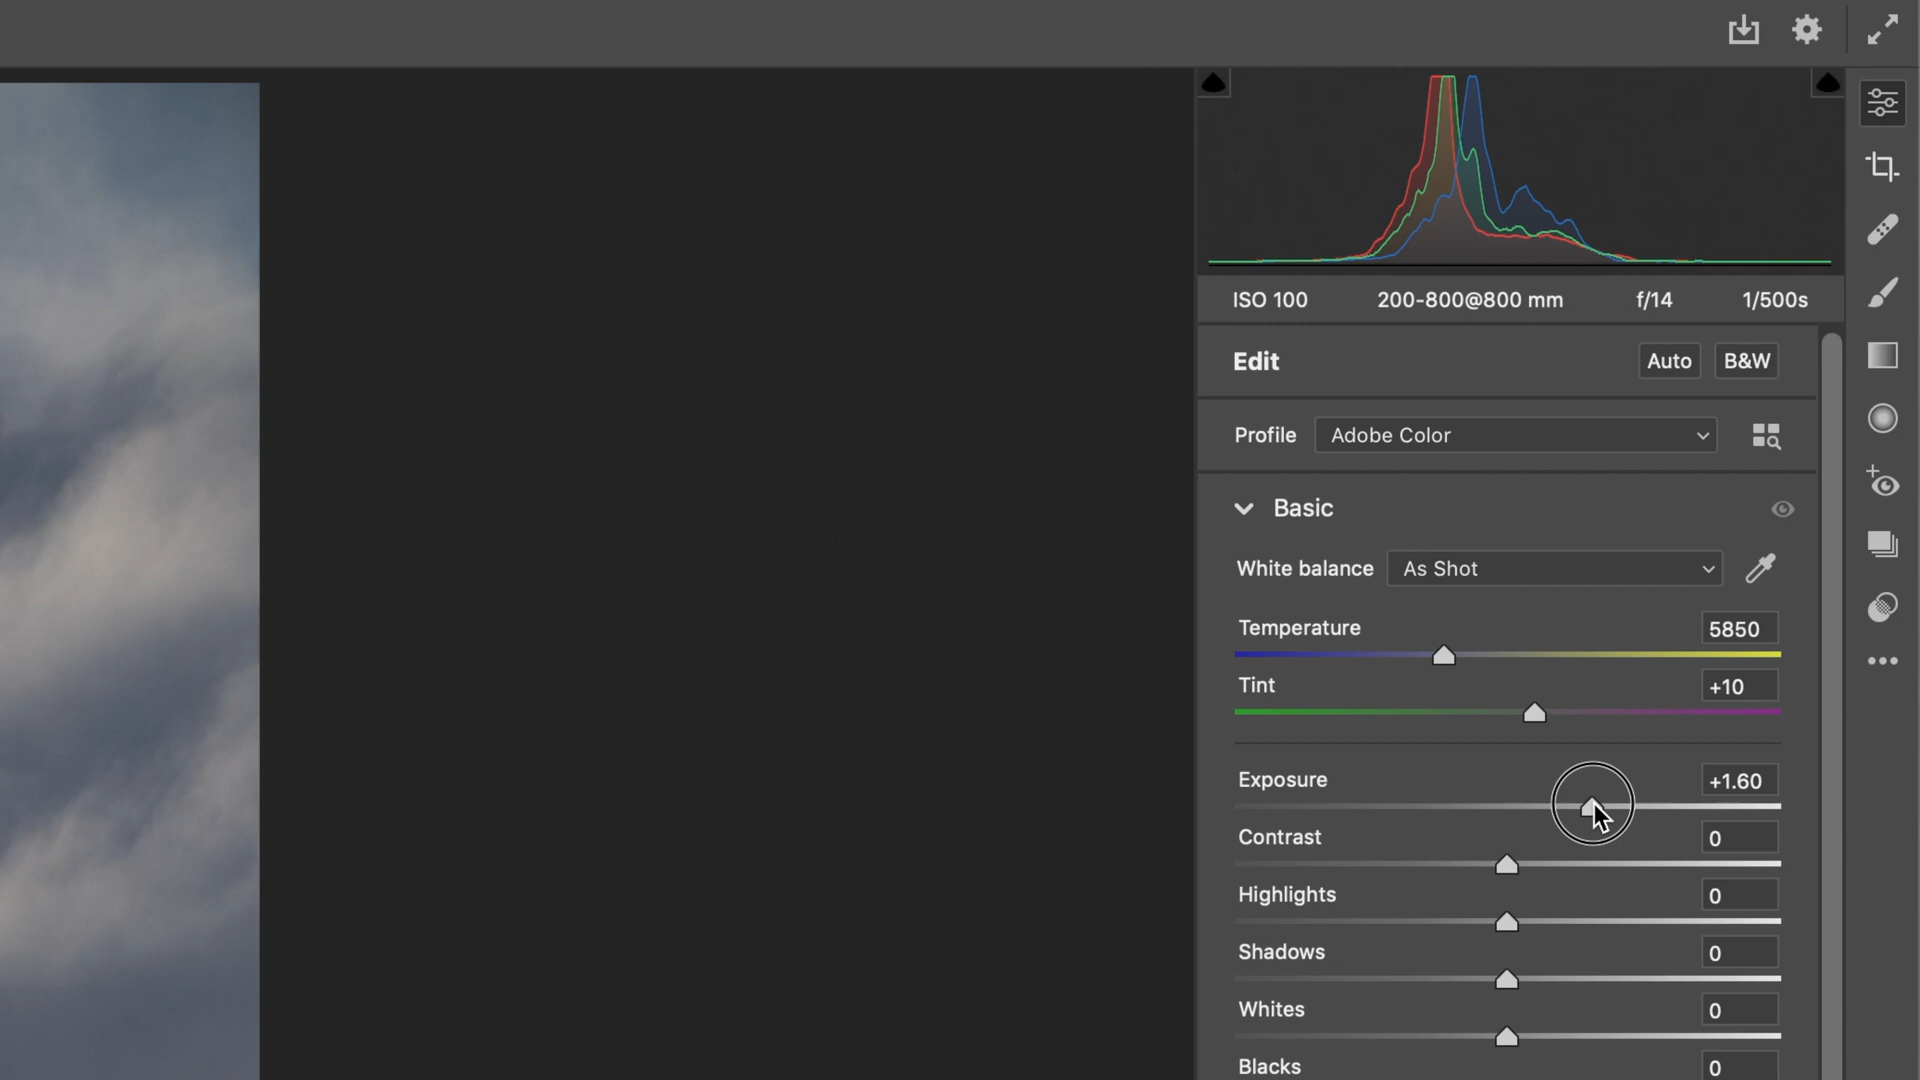 ISO 100 200-800@800 mm f/14 1/500s
Edit Auto B&W
Profile Adobe Color
Basic
White balance As Shot
Temperature 5850
Tint +10
Exposure +1.60
Contrast 0
Highlights 0
Shadows 0
Whites 0
Blacks 0